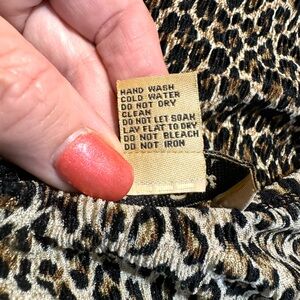 HAND WASH
COLD WATER
DO NOT DRY
CLEAN
DO NOT LET SOAK
LAY FLAT TO DRY
DO NOT BLEACH
DO NOT IRON